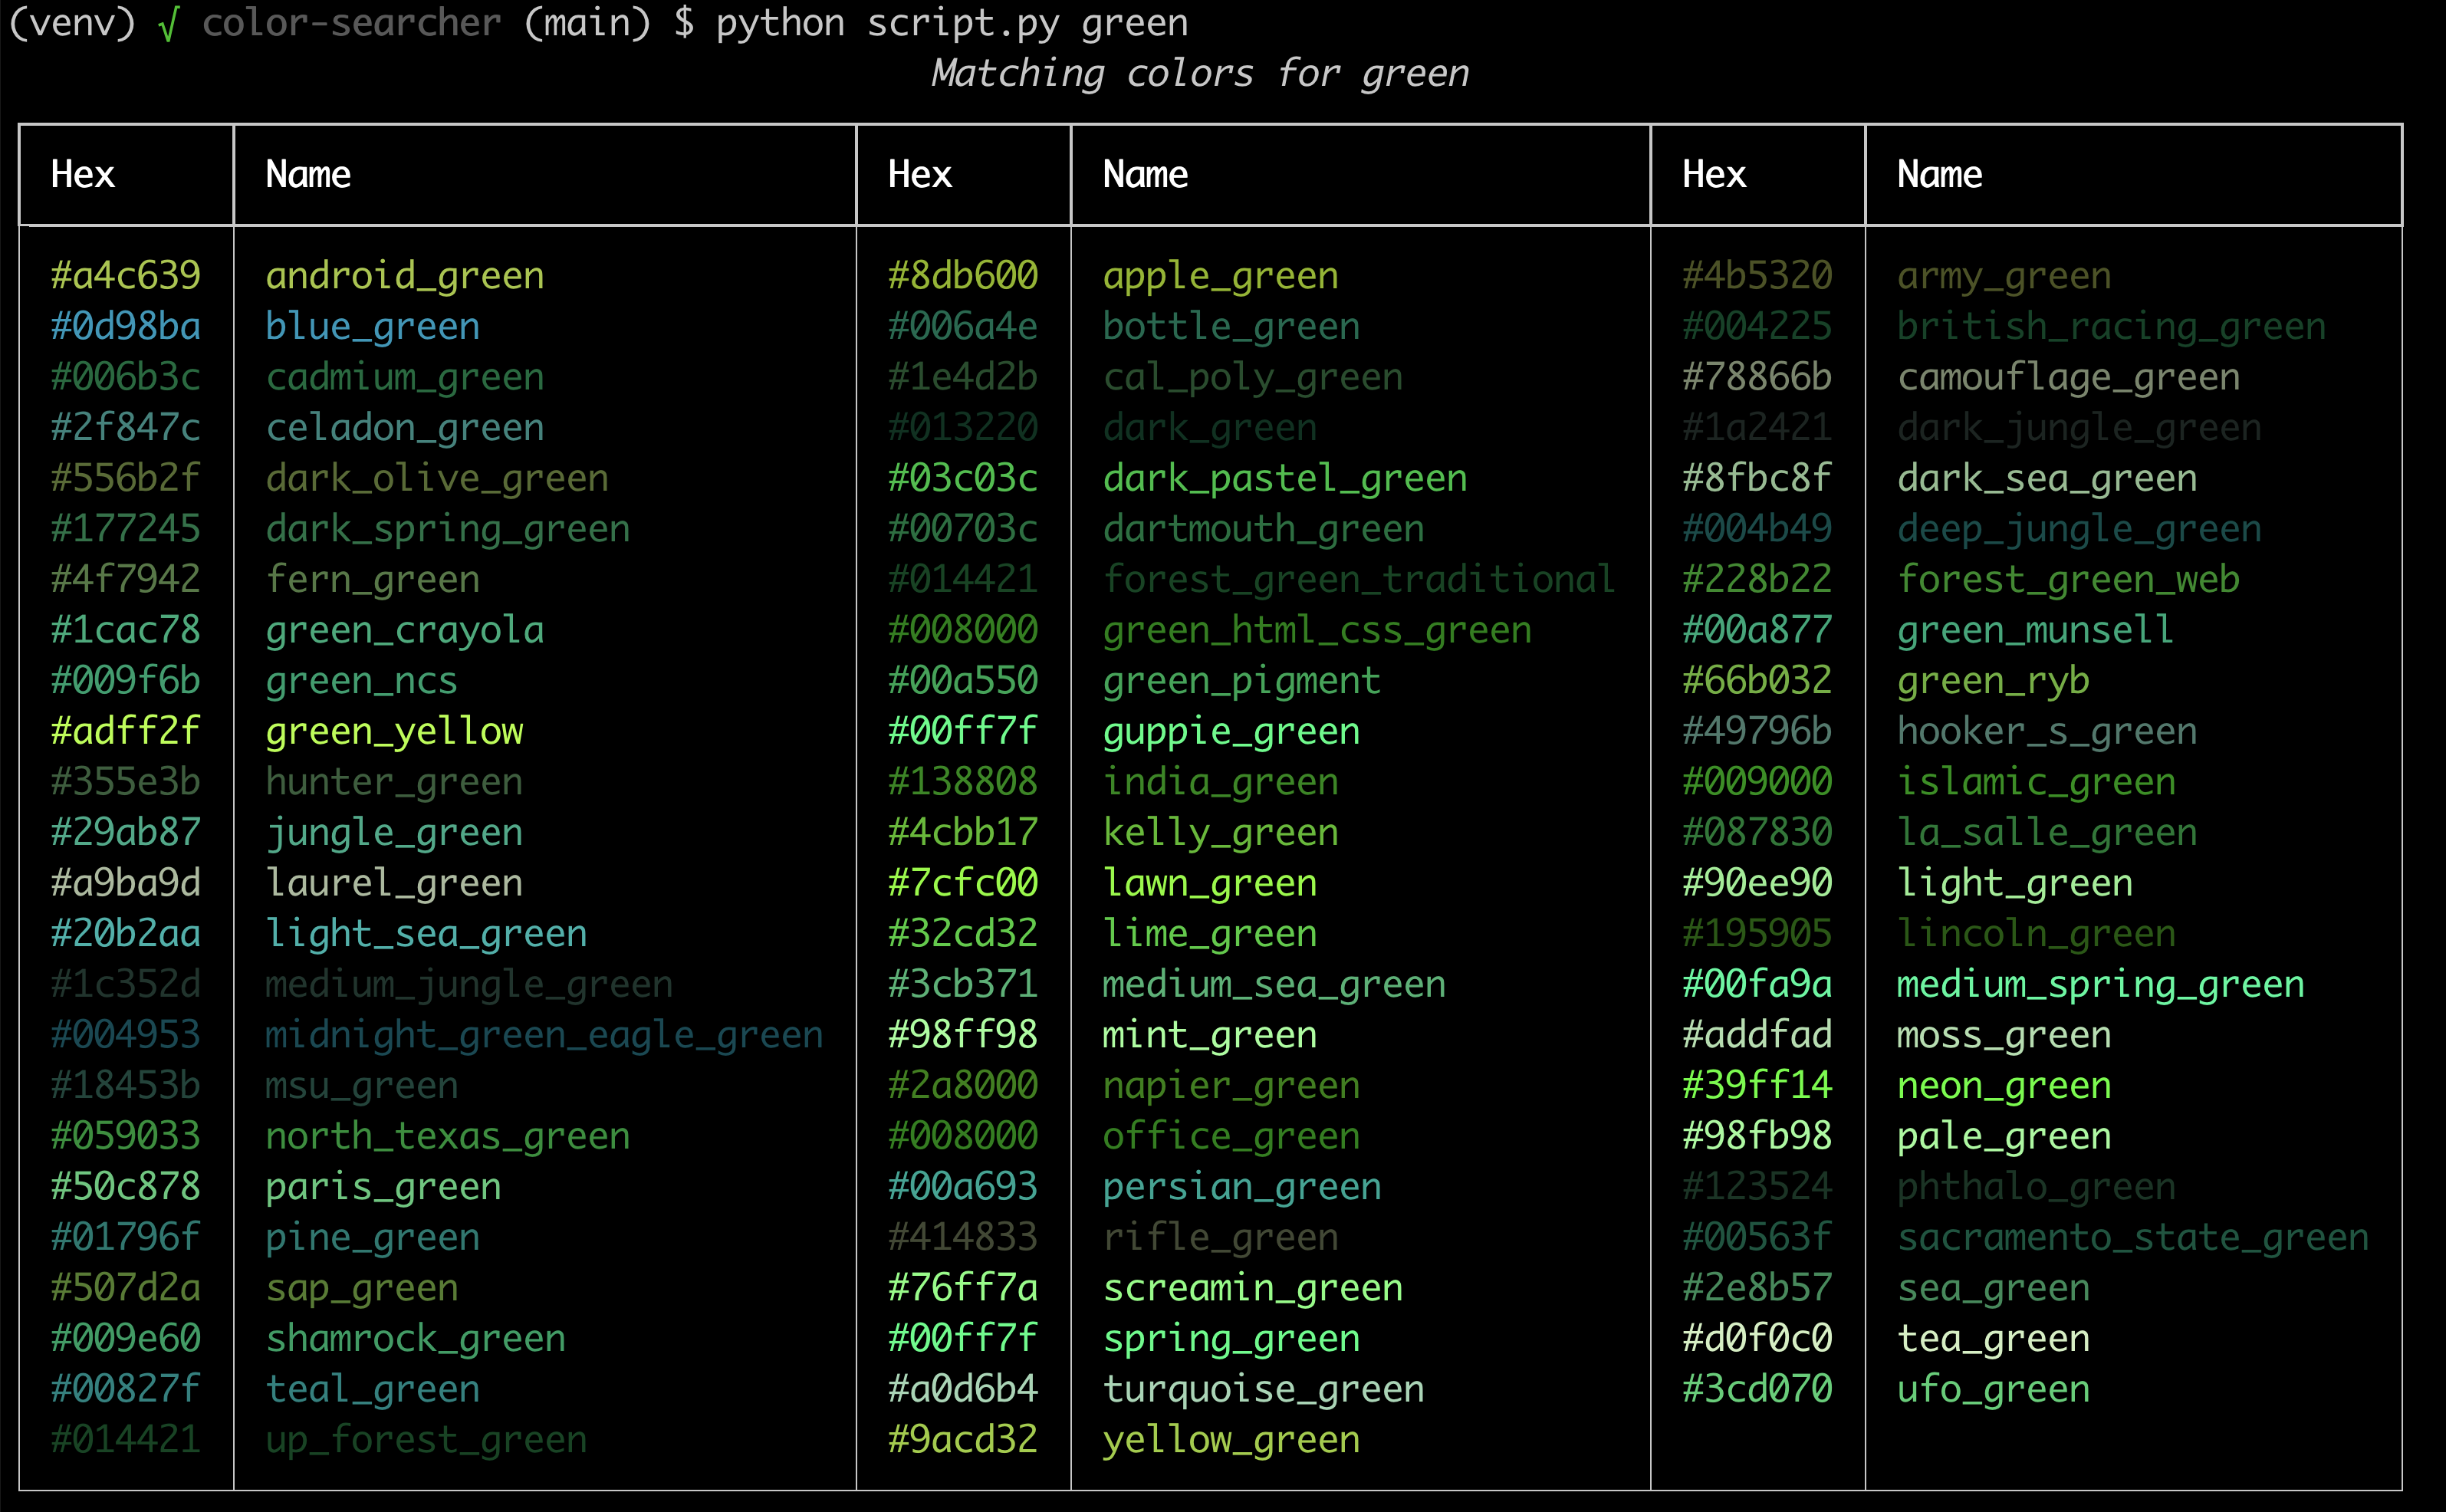 (venv) √ color-searcher (main) $ python script.py green
Matching colors for green
Hex Name Hex Name Hex Name
#a4c639 android_green #8db600 apple_green #4b5320 army_green
#0d98ba blue_green #006a4e bottle_green #004225 british_racing_green
#006b3c cadmium_green #1e4d2b cal_poly_green #78866b camouflage_green
#2f847c celadon_green #013220 dark_green #1a2421 dark_jungle_green
#556b2f dark_olive_green #03c03c dark_pastel_green #8fbc8f dark_sea_green
#177245 dark_spring_green #00703c dartmouth_green #004b49 deep_jungle_green
#4f7942 fern_green #014421 forest_green_traditional #228b22 forest_green_web
#1cac78 green_crayola #008000 green_html_css_green #00a877 green_munsell
#009f6b green_ncs #00a550 green_pigment #66b032 green_ryb
#adff2f green_yellow #00ff7f guppie_green #49796b hooker_s_green
#355e3b hunter_green #138808 india_green #009000 islamic_green
#29ab87 jungle_green #4cbb17 kelly_green #087830 la_salle_green
#a9ba9d laurel_green #7cfc00 lawn_green #90ee90 light_green
#20b2aa light_sea_green #32cd32 lime_green #195905 lincoln_green
#1c352d medium_jungle_green #3cb371 medium_sea_green #00fa9a medium_spring_green
#004953 midnight_green_eagle_green #98ff98 mint_green #addfad moss_green
#18453b msu_green #2a8000 napier_green #39ff14 neon_green
#059033 north_texas_green #008000 office_green #98fb98 pale_green
#50c878 paris_green #00a693 persian_green #123524 phthalo_green
#01796f pine_green #414833 rifle_green #00563f sacramento_state_green
#507d2a sap_green #76ff7a screamin_green #2e8b57 sea_green
#009e60 shamrock_green #00ff7f spring_green #d0f0c0 tea_green
#00827f teal_green #a0d6b4 turquoise_green #3cd070 ufo_green
#014421 up_forest_green #9acd32 yellow_green